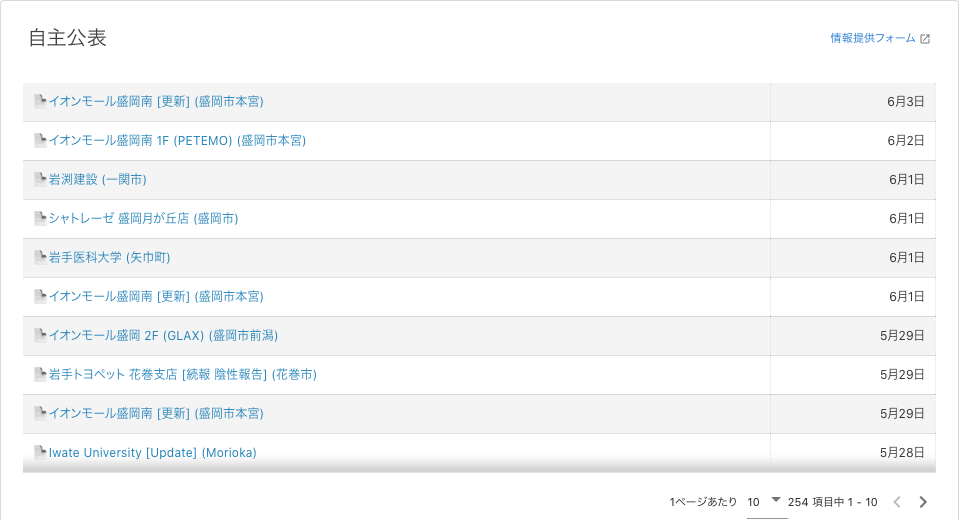 自主公表
情報提供フォーム
イオンモール盛岡南 [更新] (盛岡市本宮) 6月3日
イオンモール盛岡南 1F (PETEMO) (盛岡市本宮) 6月2日
岩渕建設 (一関市) 6月1日
シャトレーゼ 盛岡月が丘店 (盛岡市) 6月1日
岩手医科大学 (矢巾町) 6月1日
イオンモール盛岡南 [更新] (盛岡市本宮) 6月1日
イオンモール盛岡 2F (GLAX) (盛岡市前潟) 5月29日
岩手トヨペット 花巻支店 [続報 陰性報告] (花巻市) 5月29日
イオンモール盛岡南 [更新] (盛岡市本宮) 5月29日
Iwate University [Update] (Morioka) 5月28日
1ページあたり 10 254 項目中 1 - 10